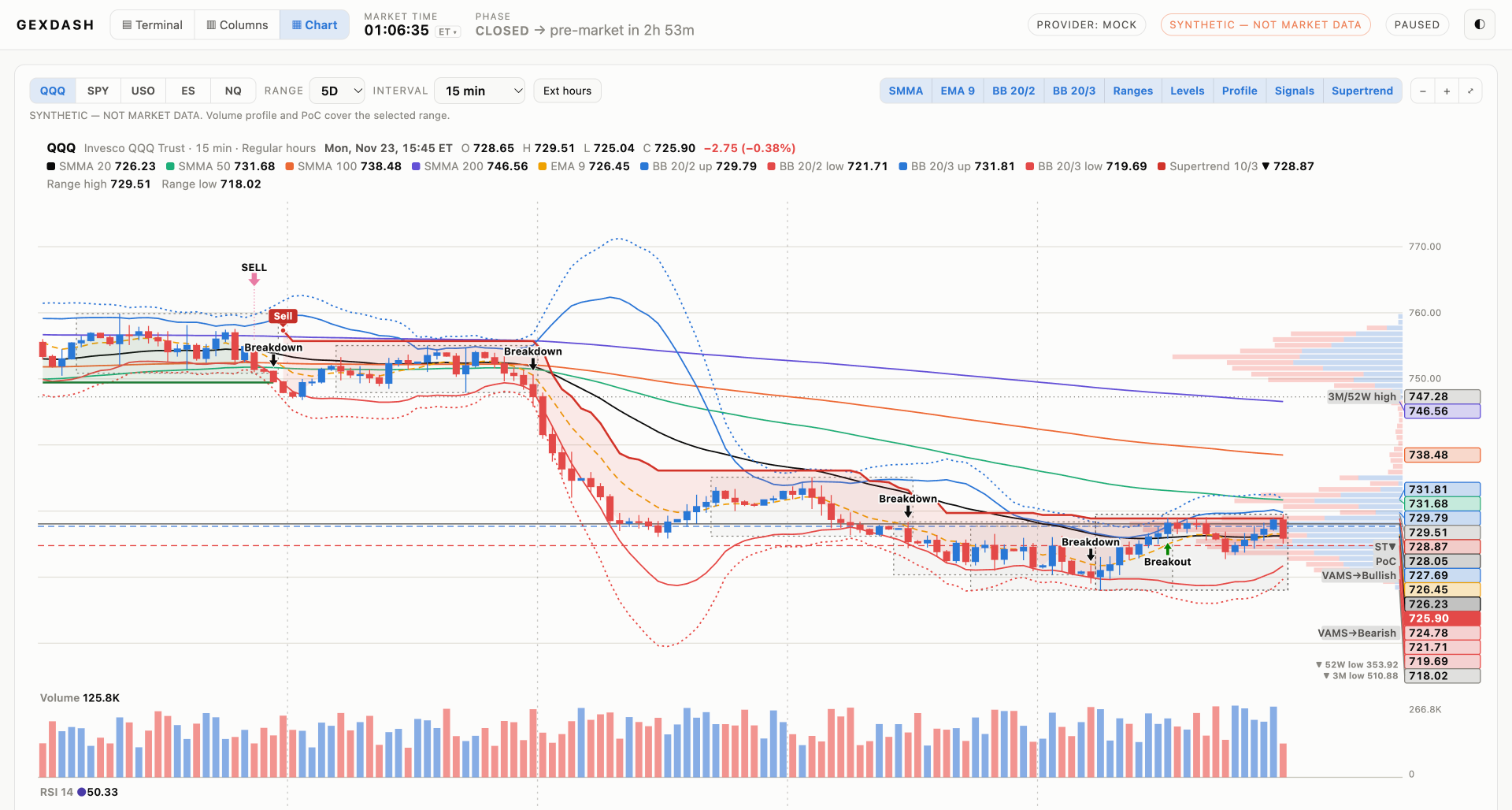 GEXDASH
Terminal
Columns
Chart
MARKET TIME
01:06:35 ET
PHASE
CLOSED → pre-market in 2h 53m
PROVIDER: MOCK
SYNTHETIC — NOT MARKET DATA
PAUSED
QQQ SPY USO ES NQ RANGE 5D INTERVAL 15 min Ext hours
SMMA EMA 9 BB 20/2 BB 20/3 Ranges Levels Profile Signals Supertrend − +
SYNTHETIC — NOT MARKET DATA. Volume profile and PoC cover the selected range.
QQQ Invesco QQQ Trust · 15 min · Regular hours Mon, Nov 23, 15:45 ET O 728.65 H 729.51 L 725.04 C 725.90 −2.75 (−0.38%)
SMMA 20 726.23 SMMA 50 731.68 SMMA 100 738.48 SMMA 200 746.56 EMA 9 726.45 BB 20/2 up 729.79 BB 20/2 low 721.71 BB 20/3 up 731.81 BB 20/3 low 719.69 Supertrend 10/3 ▼ 728.87
Range high 729.51 Range low 718.02
770.00
SELL
760.00
Sell
Breakdown
Breakdown
750.00
3M/52W high 747.28
746.56
738.48
731.81
Breakdown
731.68
729.79
729.51
Breakdown
ST▼ 728.87
Breakout
PoC 728.05
VAMS→Bullish 727.69
726.45
726.23
725.90
VAMS→Bearish 724.78
721.71
▼ 52W low 353.92 719.69
▼ 3M low 510.88 718.02
Volume 125.8K
266.8K
0
RSI 14 50.33